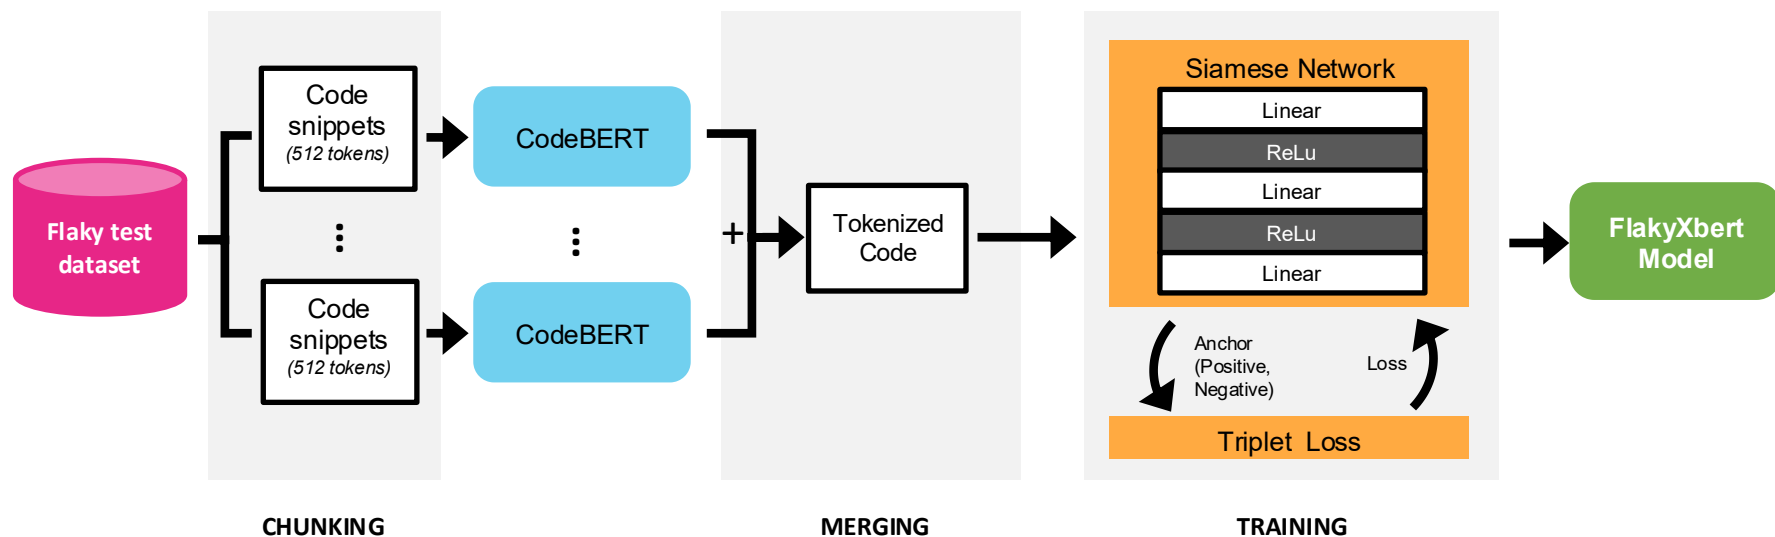 Flaky test
dataset
Code
snippets
(512 tokens)
Code
snippets
(512 tokens)
CHUNKING
CodeBERT
CodeBERT
+
Tokenized
Code
MERGING
Siamese Network
Linear
ReLu
Linear
ReLu
Linear
Anchor
(Positive,
Negative)
Loss
Triplet Loss
TRAINING
FlakyXbert
Model